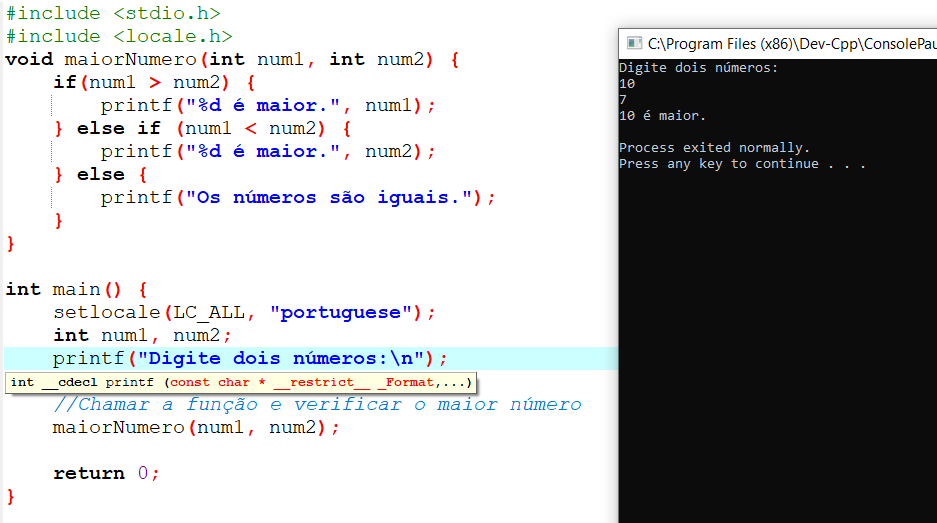 #include <stdio.h>
#include <locale.h>
void maiorNumero(int num1, int num2) {
    if(num1 > num2) {
        printf("%d é maior.", num1);
    } else if (num1 < num2) {
        printf("%d é maior.", num2);
    } else {
        printf("Os números são iguais.");
    }
}
int main() {
    setlocale(LC_ALL, "portuguese");
    int num1, num2;
    printf("Digite dois números:\n");
int __cdecl printf (const char * __restrict__ _Format,...)
    //Chamar a função e verificar o maior número
    maiorNumero(num1, num2);
    return 0;
}
C:\Program Files (x86)\Dev-Cpp\ConsolePau
Digite dois números:
10
7
10 é maior.
Process exited normally.
Press any key to continue . . .